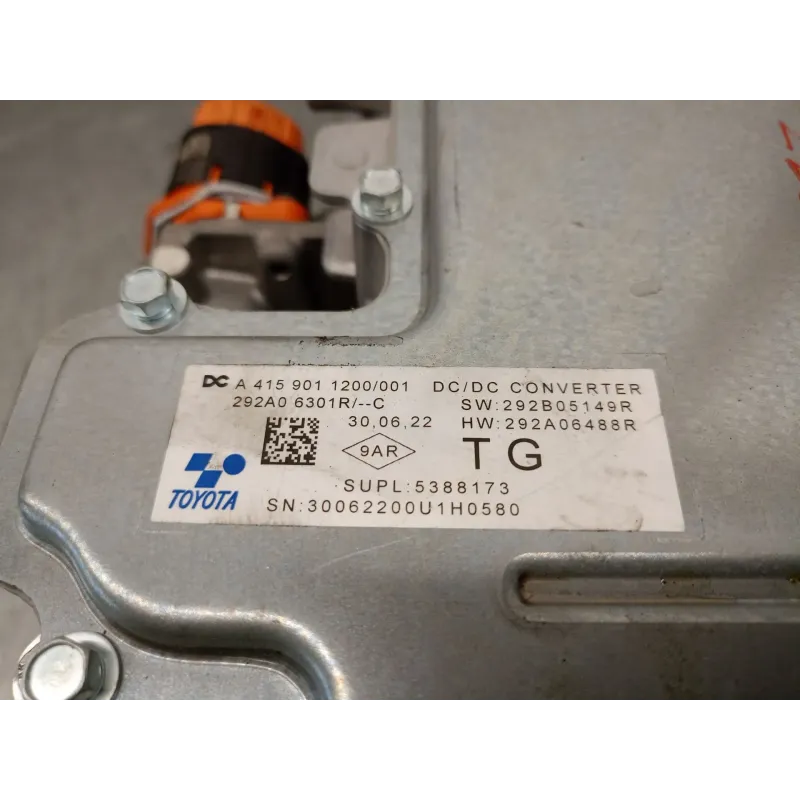 DC A 415 901 1200/001 DC/DC CONVERTER
292A0 6301R/--C SW:292B05149R
30,06,22 HW:292A06488R
9AR TG
TOYOTA
SUPL:5388173
SN:30062200U1H0580